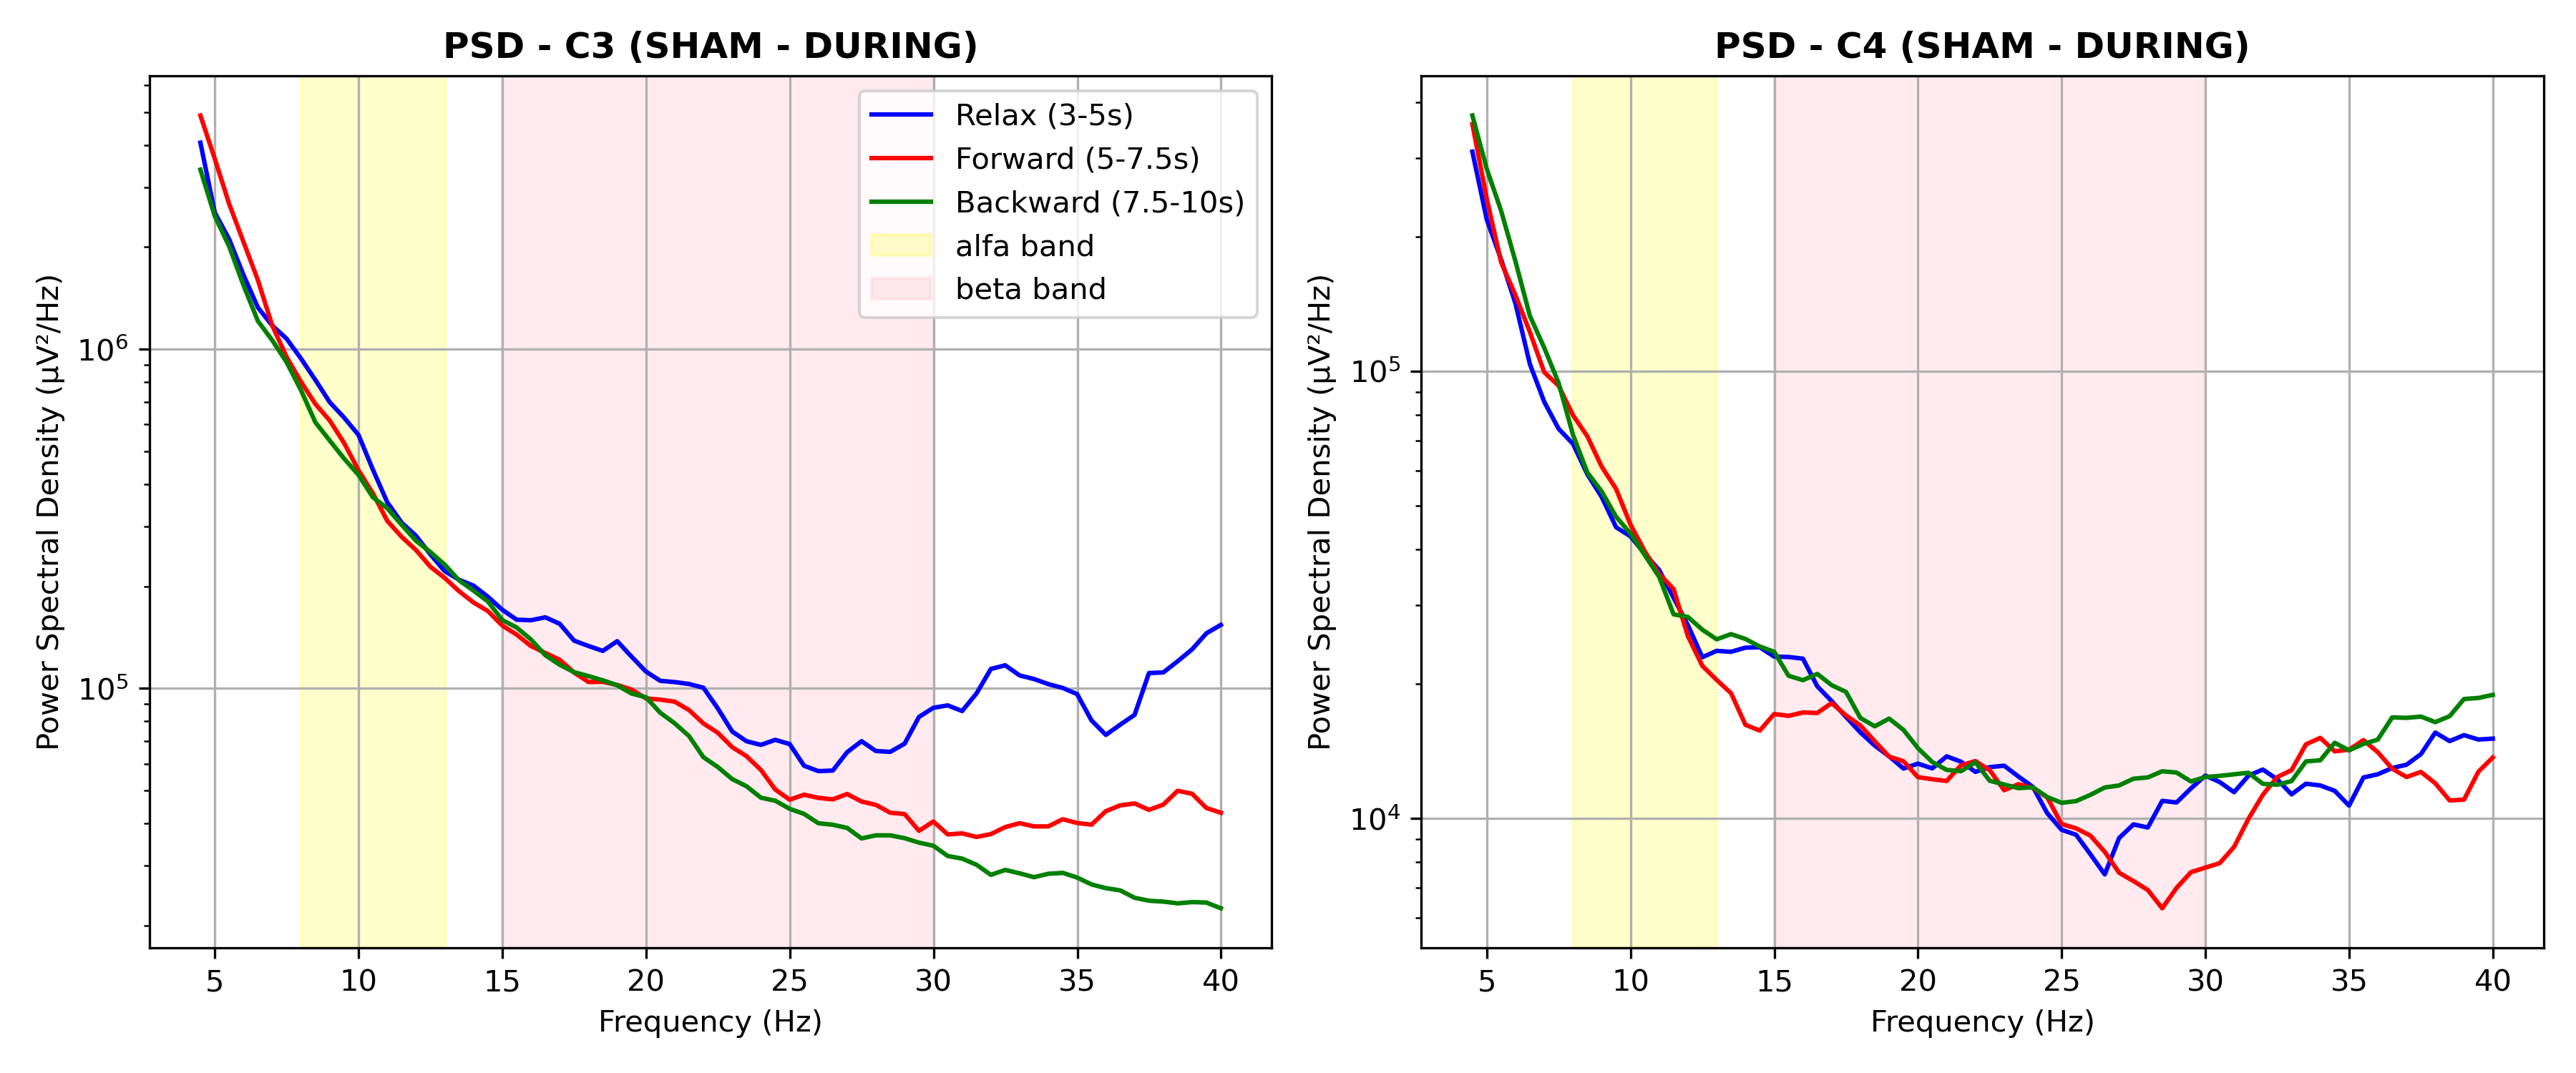 PSD - C3 (SHAM - DURING)
Power Spectral Density (µV²/Hz)
10⁶
10⁵
Relax (3-5s)
Forward (5-7.5s)
Backward (7.5-10s)
alfa band
beta band
5 10 15 20 25 30 35 40
Frequency (Hz)
PSD - C4 (SHAM - DURING)
Power Spectral Density (µV²/Hz)
10⁵
10⁴
5 10 15 20 25 30 35 40
Frequency (Hz)